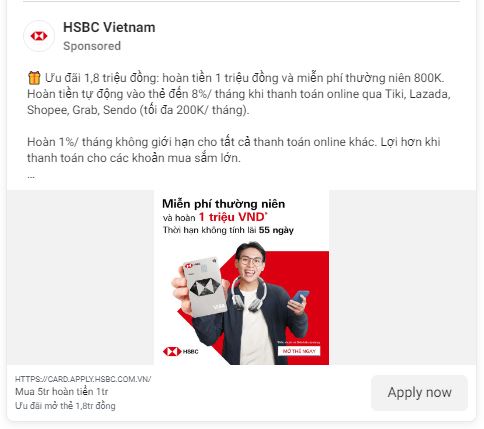 HSBC Vietnam
Sponsored
🎁 Ưu đãi 1,8 triệu đồng: hoàn tiền 1 triệu đồng và miễn phí thường niên 800K.
Hoàn tiền tự động vào thẻ đến 8%/ tháng khi thanh toán online qua Tiki, Lazada,
Shopee, Grab, Sendo (tối đa 200K/ tháng).
Hoàn 1%/ tháng không giới hạn cho tất cả thanh toán online khác. Lợi hơn khi
thanh toán cho các khoản mua sắm lớn.
...
Miễn phí thường niên
và hoàn 1 triệu VND*
Thời hạn không tính lãi 55 ngày
MỞ THẺ NGAY
HSBC
HTTPS://CARD.APPLY.HSBC.COM.VN/
Mua 5tr hoàn tiền 1tr
Ưu đãi mở thẻ 1,8tr đồng
Apply now